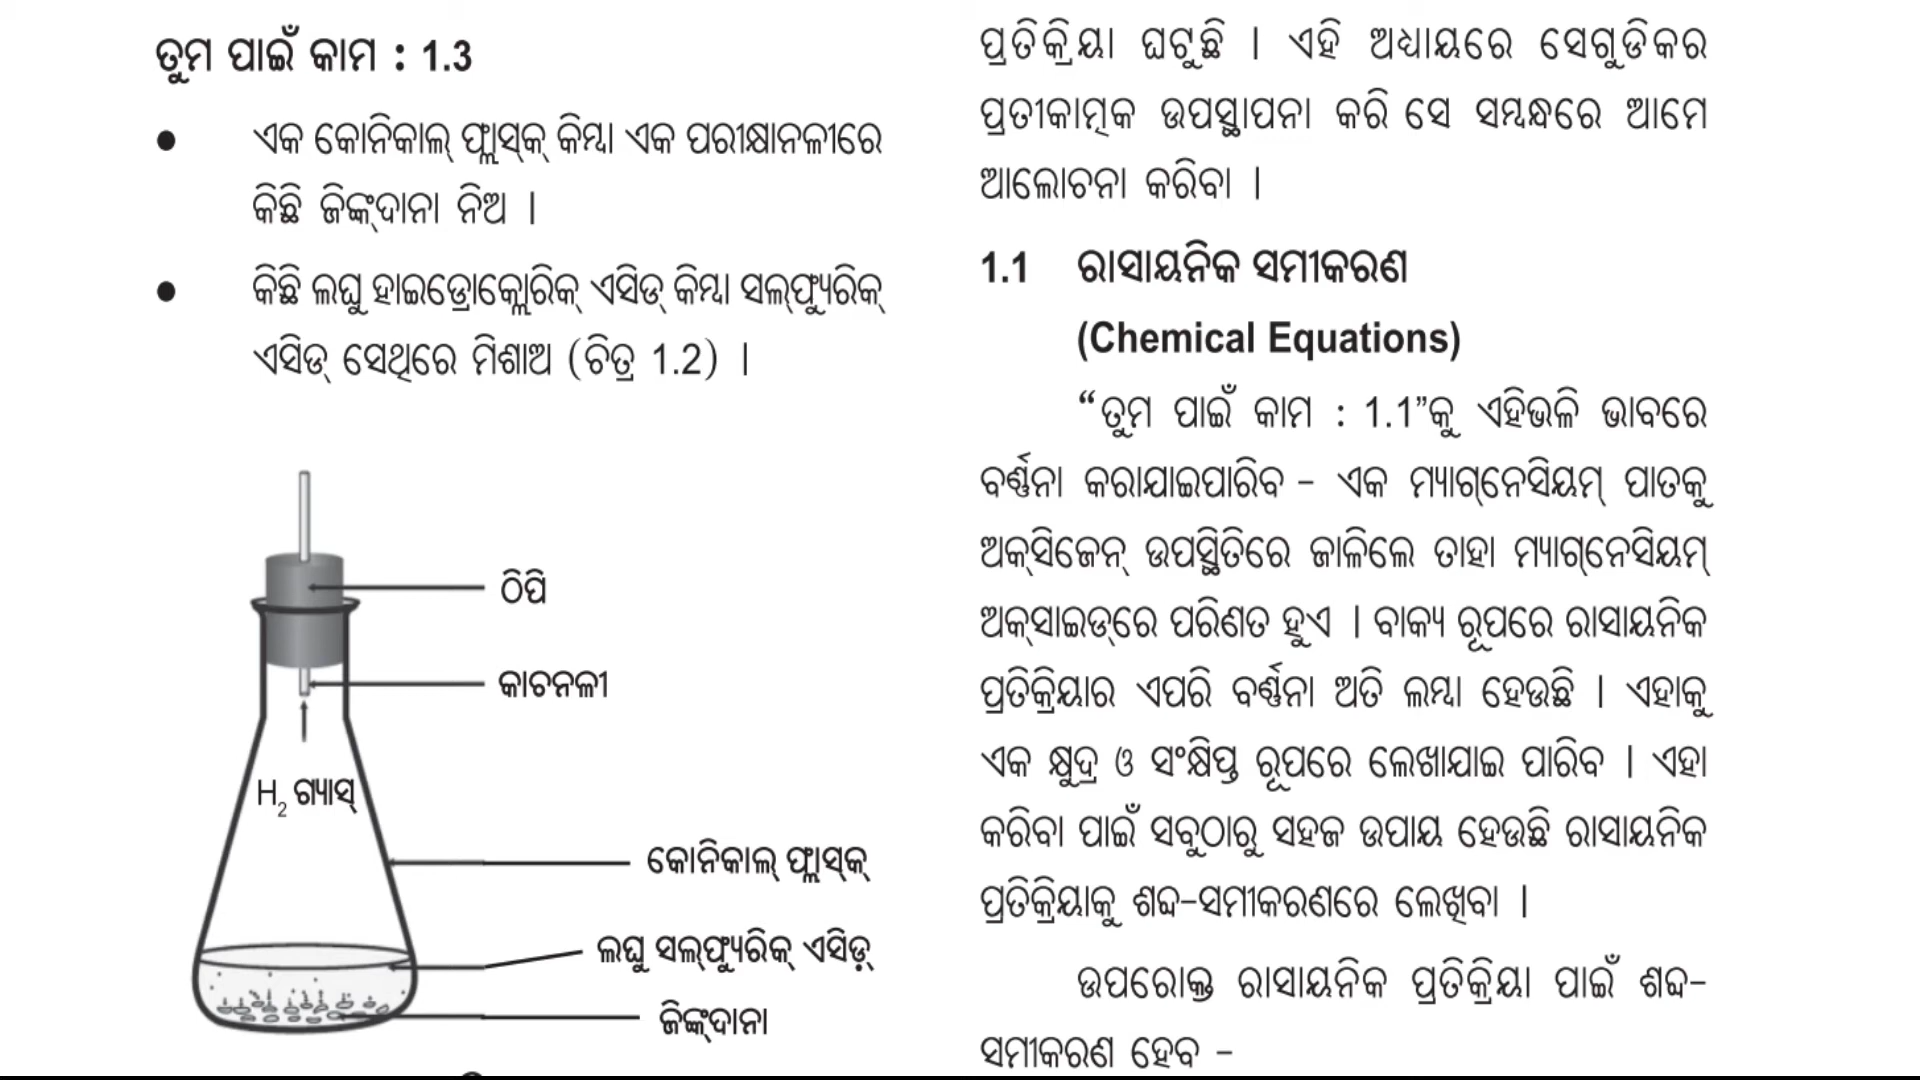 ତୁମ ପାଇଁ କାମ : 1.3
● ଏକ କୋନିକାଲ୍ ଫ୍ଲାସ୍‌କ୍ କିମ୍ବା ଏକ ପରୀକ୍ଷାନଳୀରେ
କିଛି ଜିଙ୍କ୍‌ଦାନା ନିଅ ।
● କିଛି ଲଘୁ ହାଇଡ୍ରୋକ୍ଲୋରିକ୍ ଏସିଡ୍ କିମ୍ବା ସଲ୍‌ଫ୍ୟୁରିକ୍
ଏସିଡ୍ ସେଥିରେ ମିଶାଅ (ଚିତ୍ର 1.2) ।
ଠିପି
କାଚନଳୀ
H₂ ଗ୍ୟାସ୍
କୋନିକାଲ୍ ଫ୍ଲାସ୍‌କ୍
ଲଘୁ ସଲ୍‌ଫ୍ୟୁରିକ୍ ଏସିଡ଼୍
ଜିଙ୍କ୍‌ଦାନା
ପ୍ରତିକ୍ରିୟା ଘଟୁଛି । ଏହି ଅଧ୍ୟାୟରେ ସେଗୁଡିକର
ପ୍ରତୀକାତ୍ମକ ଉପସ୍ଥାପନା କରି ସେ ସମ୍ବନ୍ଧରେ ଆମେ
ଆଲୋଚନା କରିବା ।
1.1 ରାସାୟନିକ ସମୀକରଣ
(Chemical Equations)
“ତୁମ ପାଇଁ କାମ : 1.1”କୁ ଏହିଭଳି ଭାବରେ
ବର୍ଣ୍ଣନା କରାଯାଇପାରିବ – ଏକ ମ୍ୟାଗ୍‌ନେସିୟମ୍ ପାତକୁ
ଅକ୍‌ସିଜେନ୍ ଉପସ୍ଥିତିରେ ଜାଳିଲେ ତାହା ମ୍ୟାଗ୍‌ନେସିୟମ୍
ଅକ୍‌ସାଇଡ୍‌ରେ ପରିଣତ ହୁଏ । ବାକ୍ୟ ରୂପରେ ରାସାୟନିକ
ପ୍ରତିକ୍ରିୟାର ଏପରି ବର୍ଣ୍ଣନା ଅତି ଲମ୍ବା ହେଉଛି । ଏହାକୁ
ଏକ କ୍ଷୁଦ୍ର ଓ ସଂକ୍ଷିପ୍ତ ରୂପରେ ଲେଖାଯାଇ ପାରିବ । ଏହା
କରିବା ପାଇଁ ସବୁଠାରୁ ସହଜ ଉପାୟ ହେଉଛି ରାସାୟନିକ
ପ୍ରତିକ୍ରିୟାକୁ ଶବ୍ଦ-ସମୀକରଣରେ ଲେଖିବା ।
ଉପରୋକ୍ତ ରାସାୟନିକ ପ୍ରତିକ୍ରିୟା ପାଇଁ ଶବ୍ଦ-
ସମୀକରଣ ହେବ –